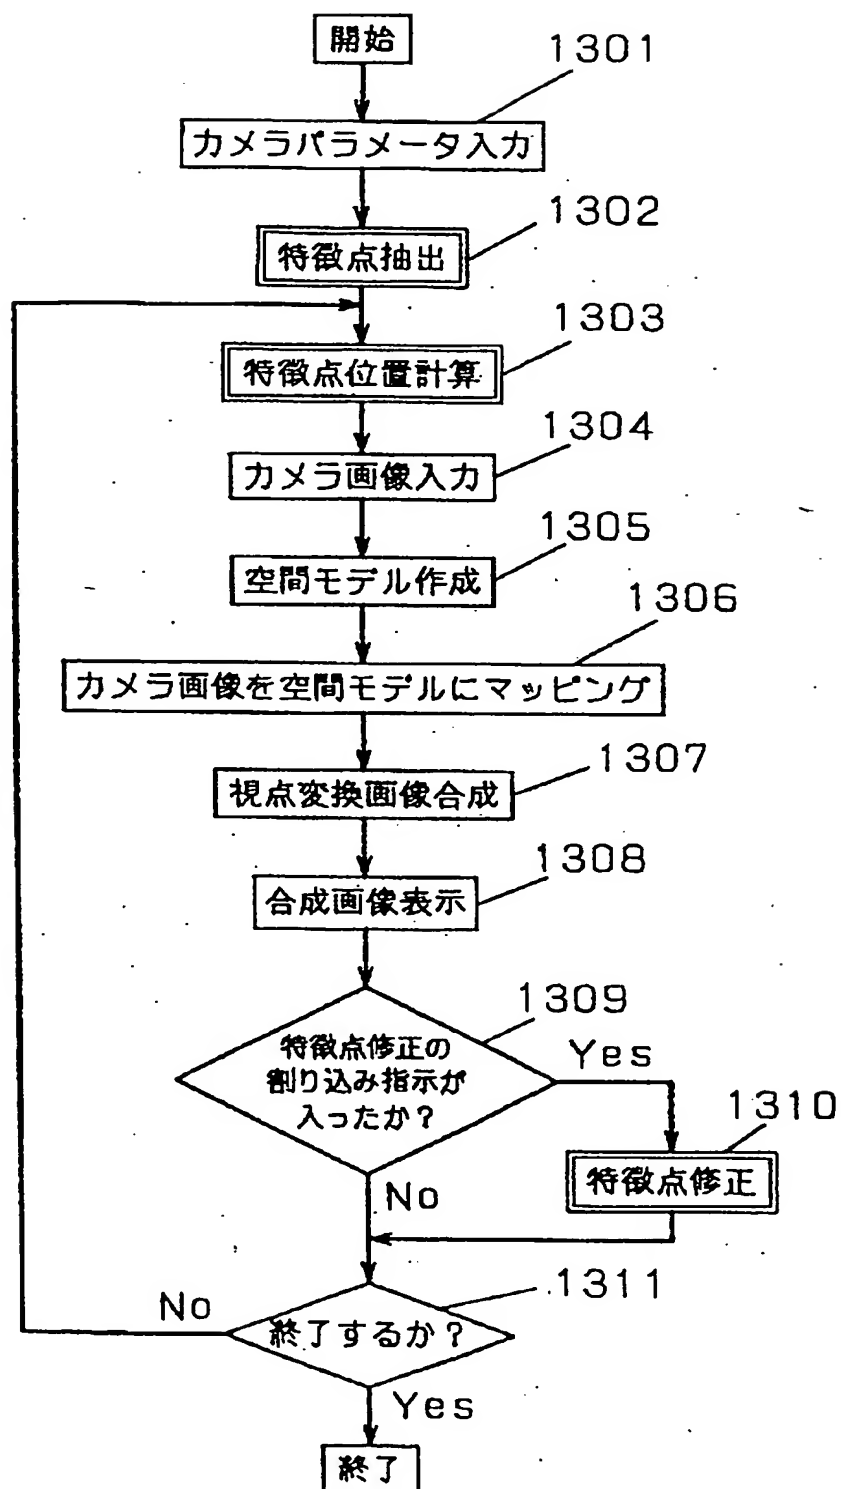 開始
1301
カメラパラメータ入力
1302
特徴点抽出
1303
特徴点位置計算
1304
カメラ画像入力
1305
空間モデル作成
1306
カメラ画像を空間モデルにマッピング
1307
視点変換画像合成
1308
合成画像表示
1309
特徴点修正の
割り込み指示が
入ったか？
Yes
1310
特徴点修正
No
1311
No
終了するか？
Yes
終了